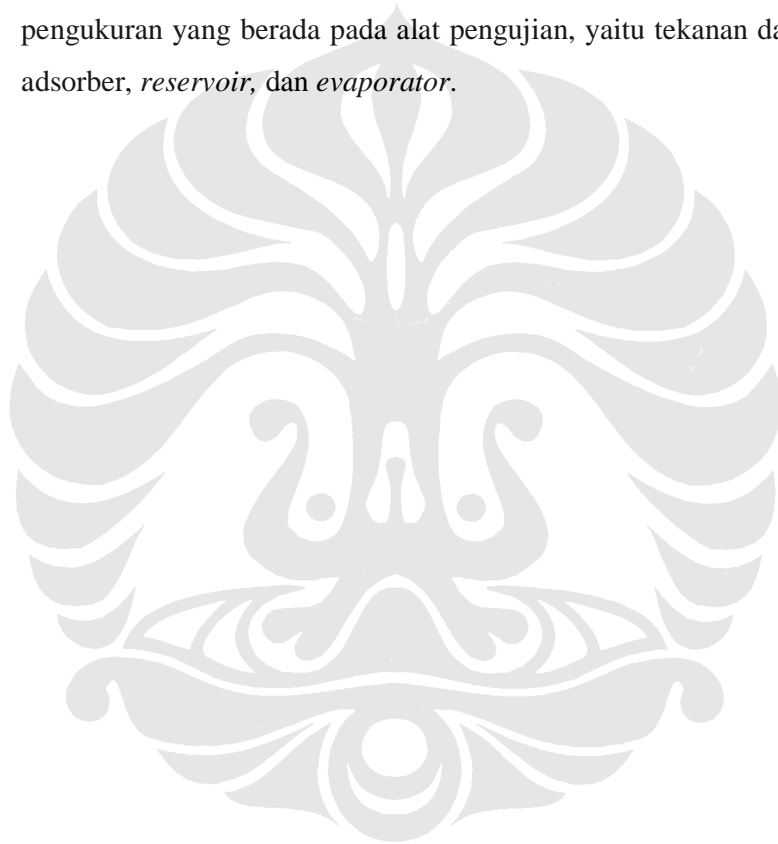 pengukuran yang berada pada alat pengujian, yaitu tekanan da
adsorber, reservoir, dan evaporator.